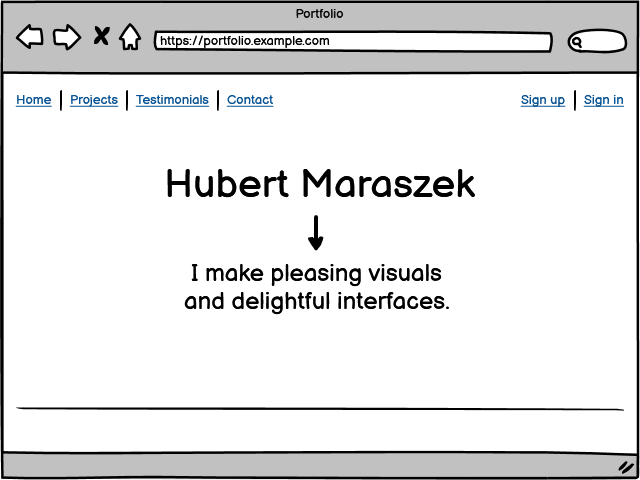 Portfolio
https://portfolio.example.com
Home Projects Testimonials Contact Sign up Sign in
Hubert Maraszek
I make pleasing visuals
and delightful interfaces.